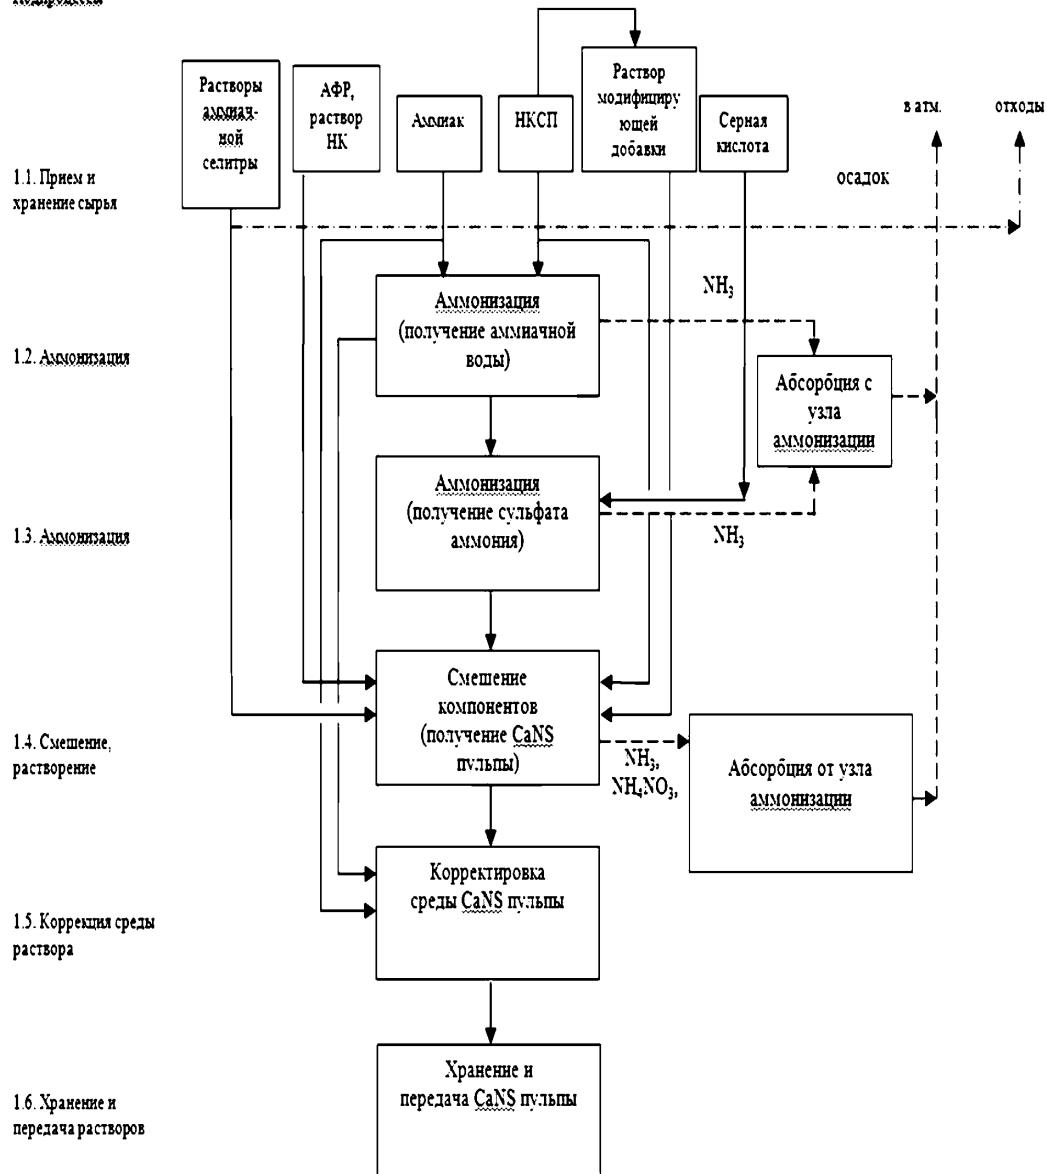 Подпроцессы
Растворы
аммиач-
ной
селитры
АФР,
раствор
НК
Аммиак
НКСП
Раствор
модифициру
ющей
добавки
Серная
кислота
в атм.
отходы
1.1. Прием и
хранение сырья
осадок
NH3
Аммонизация
(получение аммиачной
воды)
1.2. Аммонизация
Абсорбция с
узла
аммонизации
Аммонизация
(получение сульфата
аммония)
1.3. Аммонизация
NH3
Смешение
компонентов
(получение CaNS
пульпы)
1.4. Смешение,
растворение
NH3,
NH4NO3,
Абсорбция от узла
аммонизации
Корректировка
среды CaNS пульпы
1.5. Коррекция среды
раствора
Хранение и
передача CaNS пульпы
1.6. Хранение и
передача растворов